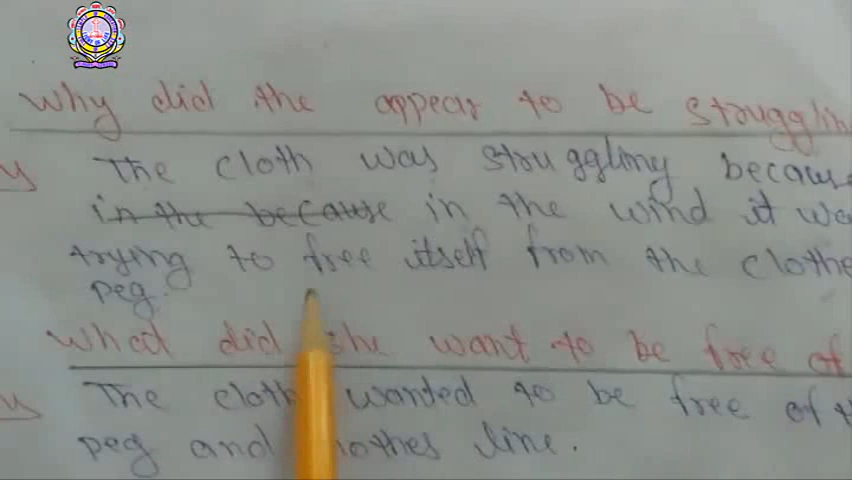 Why did the appear to be strugglin
The cloth was struggling becaus
in the because in the wind it wa
trying to free itself from the clothe
peg.
What did the want to be free of
The cloth wanted to be free of
peg and clothes line.